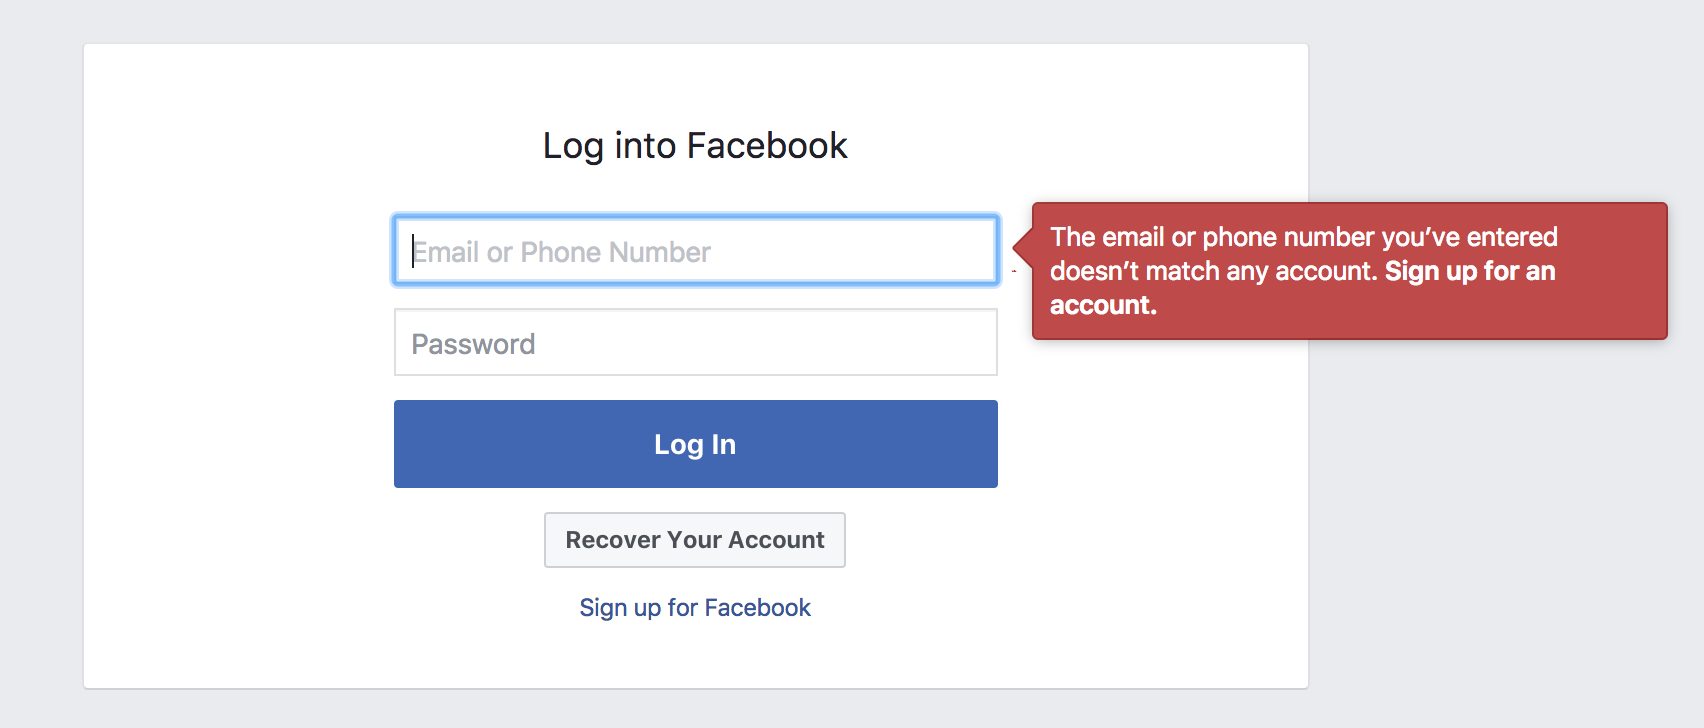 Log into Facebook
Email or Phone Number
The email or phone number you’ve entered
doesn’t match any account. Sign up for an
account.
Password
Log In
Recover Your Account
Sign up for Facebook